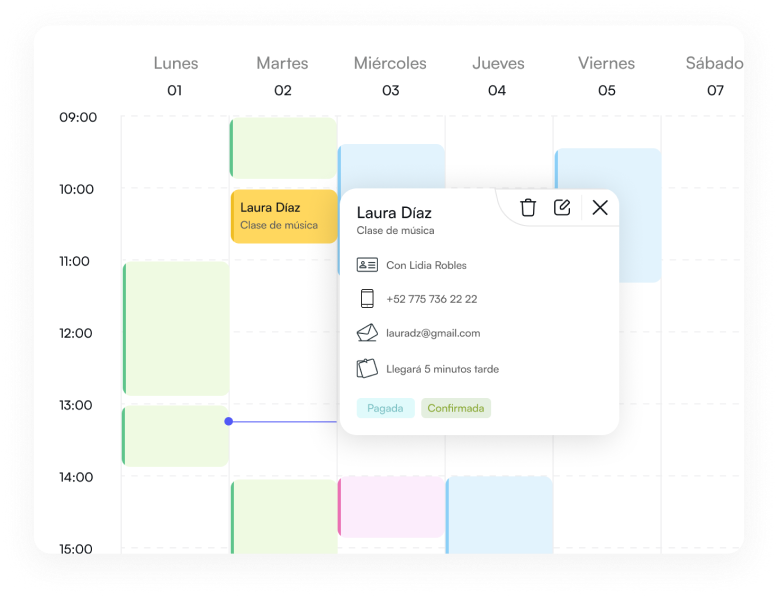 Lunes Martes Miércoles Jueves Viernes Sábado
01 02 03 04 05 07
09:00
10:00
Laura Díaz
Clase de música
Laura Díaz
Clase de música
11:00
Con Lidia Robles
+52 775 736 22 22
12:00
lauradz@gmail.com
Llegará 5 minutos tarde
13:00
Pagada Confirmada
14:00
15:00